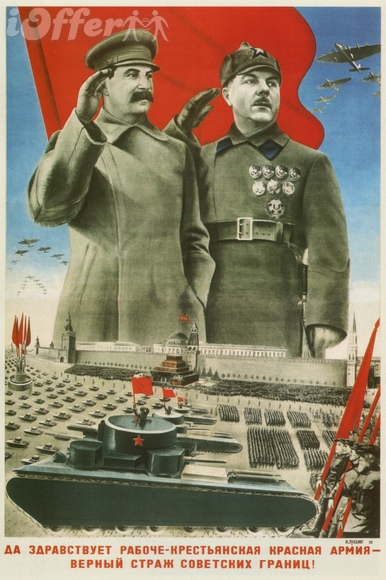 iOffer
ДА ЗДРАВСТВУЕТ РАБОЧЕ-КРЕСТЬЯНСКАЯ КРАСНАЯ АРМИЯ—
ВЕРНЫЙ СТРАЖ СОВЕТСКИХ ГРАНИЦ!